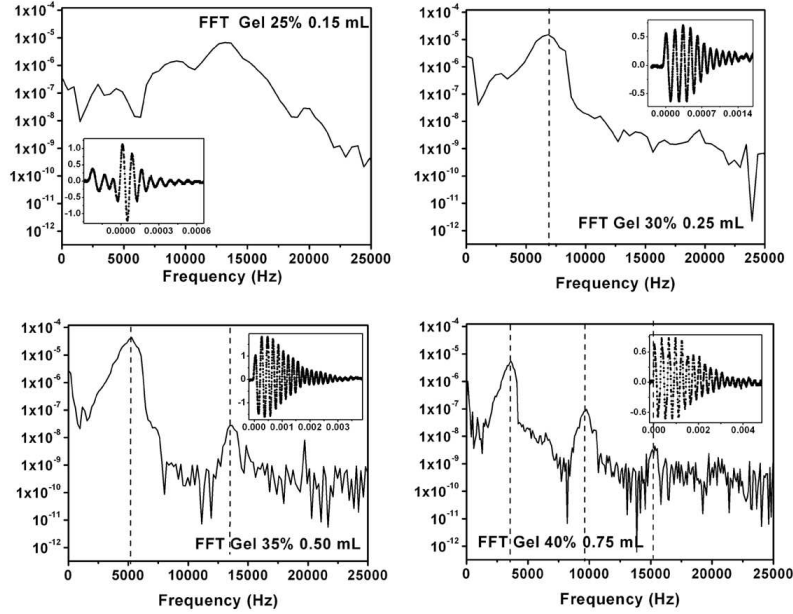 FFT Gel 25% 0.15 mL
1x10-4
1x10-5
1x10-6
1x10-7
1x10-8
1x10-9
1x10-10
1x10-11
1x10-12
1.0
0.5
0.0
-1.0
0.0000 0.0003 0.0006
0 5000 10000 15000 20000 25000
Frequency (Hz)
1x10-4
1x10-5
1x10-6
1x10-7
1x10-8
1x10-9
1x10-10
1x10-11
1x10-12
0.5
0.0
-0.5
0.0000 0.0007 0.0014
FFT Gel 30% 0.25 mL
0 5000 10000 15000 20000 25000
Frequency (Hz)
1x10-4
1x10-5
1x10-6
1x10-7
1x10-8
1x10-9
1x10-10
1x10-11
1x10-12
1
0
-1
0.000 0.001 0.002 0.003
FFT Gel 35% 0.50 mL
0 5000 10000 15000 20000 25000
Frequency (Hz)
1x10-4
1x10-5
1x10-6
1x10-7
1x10-8
1x10-9
1x10-10
1x10-11
1x10-12
0.6
0.0
-0.6
0.000 0.002 0.004
FFT Gel 40% 0.75 mL
0 5000 10000 15000 20000 25000
Frequency (Hz)